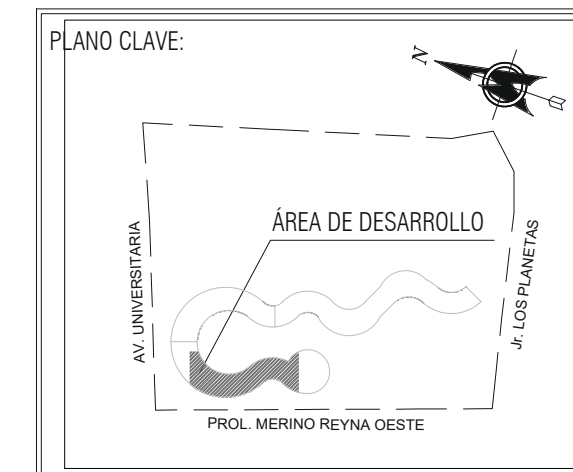 PLANO CLAVE:
N
ÁREA DE DESARROLLO
AV. UNIVERSITARIA
Jr. LOS PLANETAS
PROL. MERINO REYNA OESTE